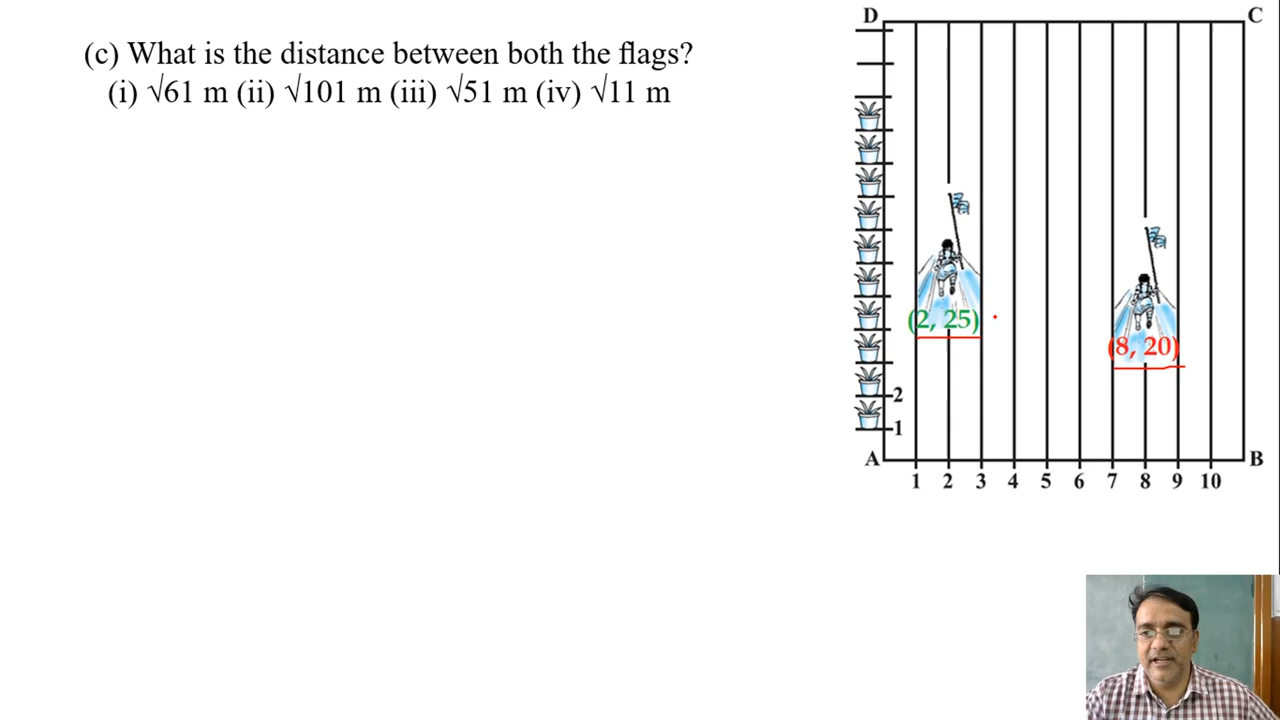 (c) What is the distance between both the flags?
(i) √61 m (ii) √101 m (iii) √51 m (iv) √11 m
D C
(2, 25)
(8, 20)
2
1
A B
1 2 3 4 5 6 7 8 9 10